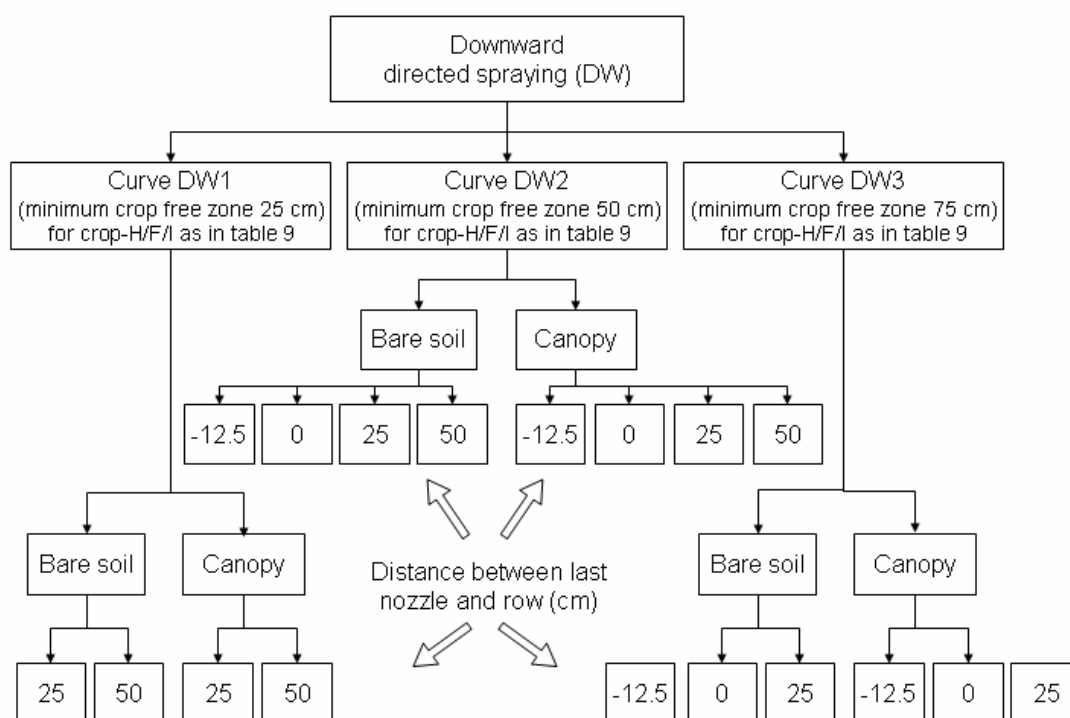 Downward
directed spraying (DW)
Curve DW1
(minimum crop free zone 25 cm)
for crop-H/F/I as in table 9
Curve DW2
(minimum crop free zone 50 cm)
for crop-H/F/I as in table 9
Curve DW3
(minimum crop free zone 75 cm)
for crop-H/F/I as in table 9
Bare soil
Canopy
-12.5
0
25
50
-12.5
0
25
50
Bare soil
Canopy
Distance between last
nozzle and row (cm)
Bare soil
Canopy
25
50
25
50
-12.5
0
25
-12.5
0
25